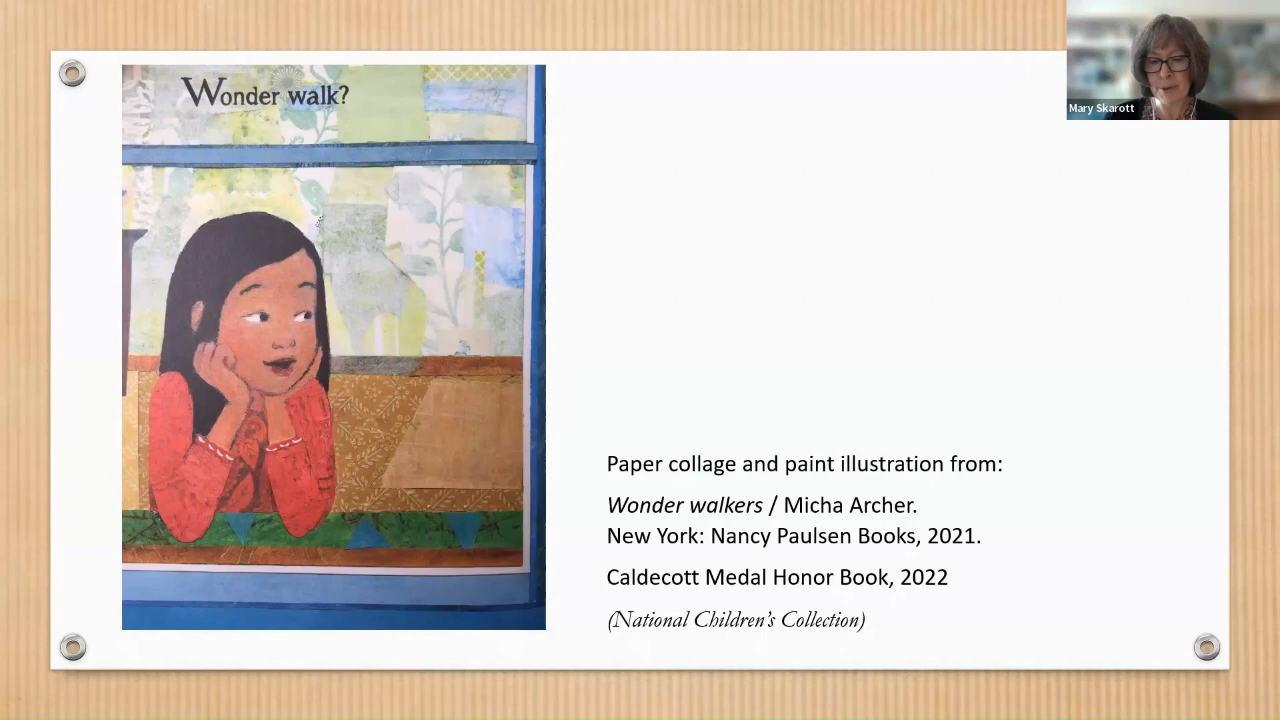 Wonder walk?
Mary Skarott
Paper collage and paint illustration from:
Wonder walkers / Micha Archer.
New York: Nancy Paulsen Books, 2021.
Caldecott Medal Honor Book, 2022
(National Children's Collection)